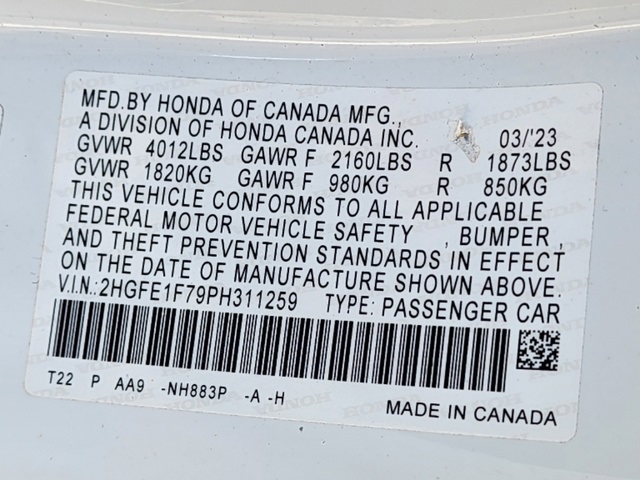 MFD.BY HONDA OF CANADA MFG.,
A DIVISION OF HONDA CANADA INC. 03/'23
GVWR 4012LBS GAWR F 2160LBS R 1873LBS
GVWR 1820KG GAWR F 980KG R 850KG
THIS VEHICLE CONFORMS TO ALL APPLICABLE
FEDERAL MOTOR VEHICLE SAFETY , BUMPER ,
AND THEFT PREVENTION STANDARDS IN EFFECT
ON THE DATE OF MANUFACTURE SHOWN ABOVE.
V.I.N.:2HGFE1F79PH311259 TYPE: PASSENGER CAR
T22 P AA9 -NH883P -A -H
MADE IN CANADA